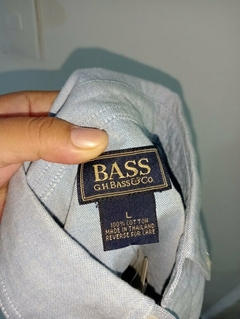 BASS
G.H.BASS&CO.
L
100% COTTON
MADE IN THAILAND
REVERSE FOR CARE